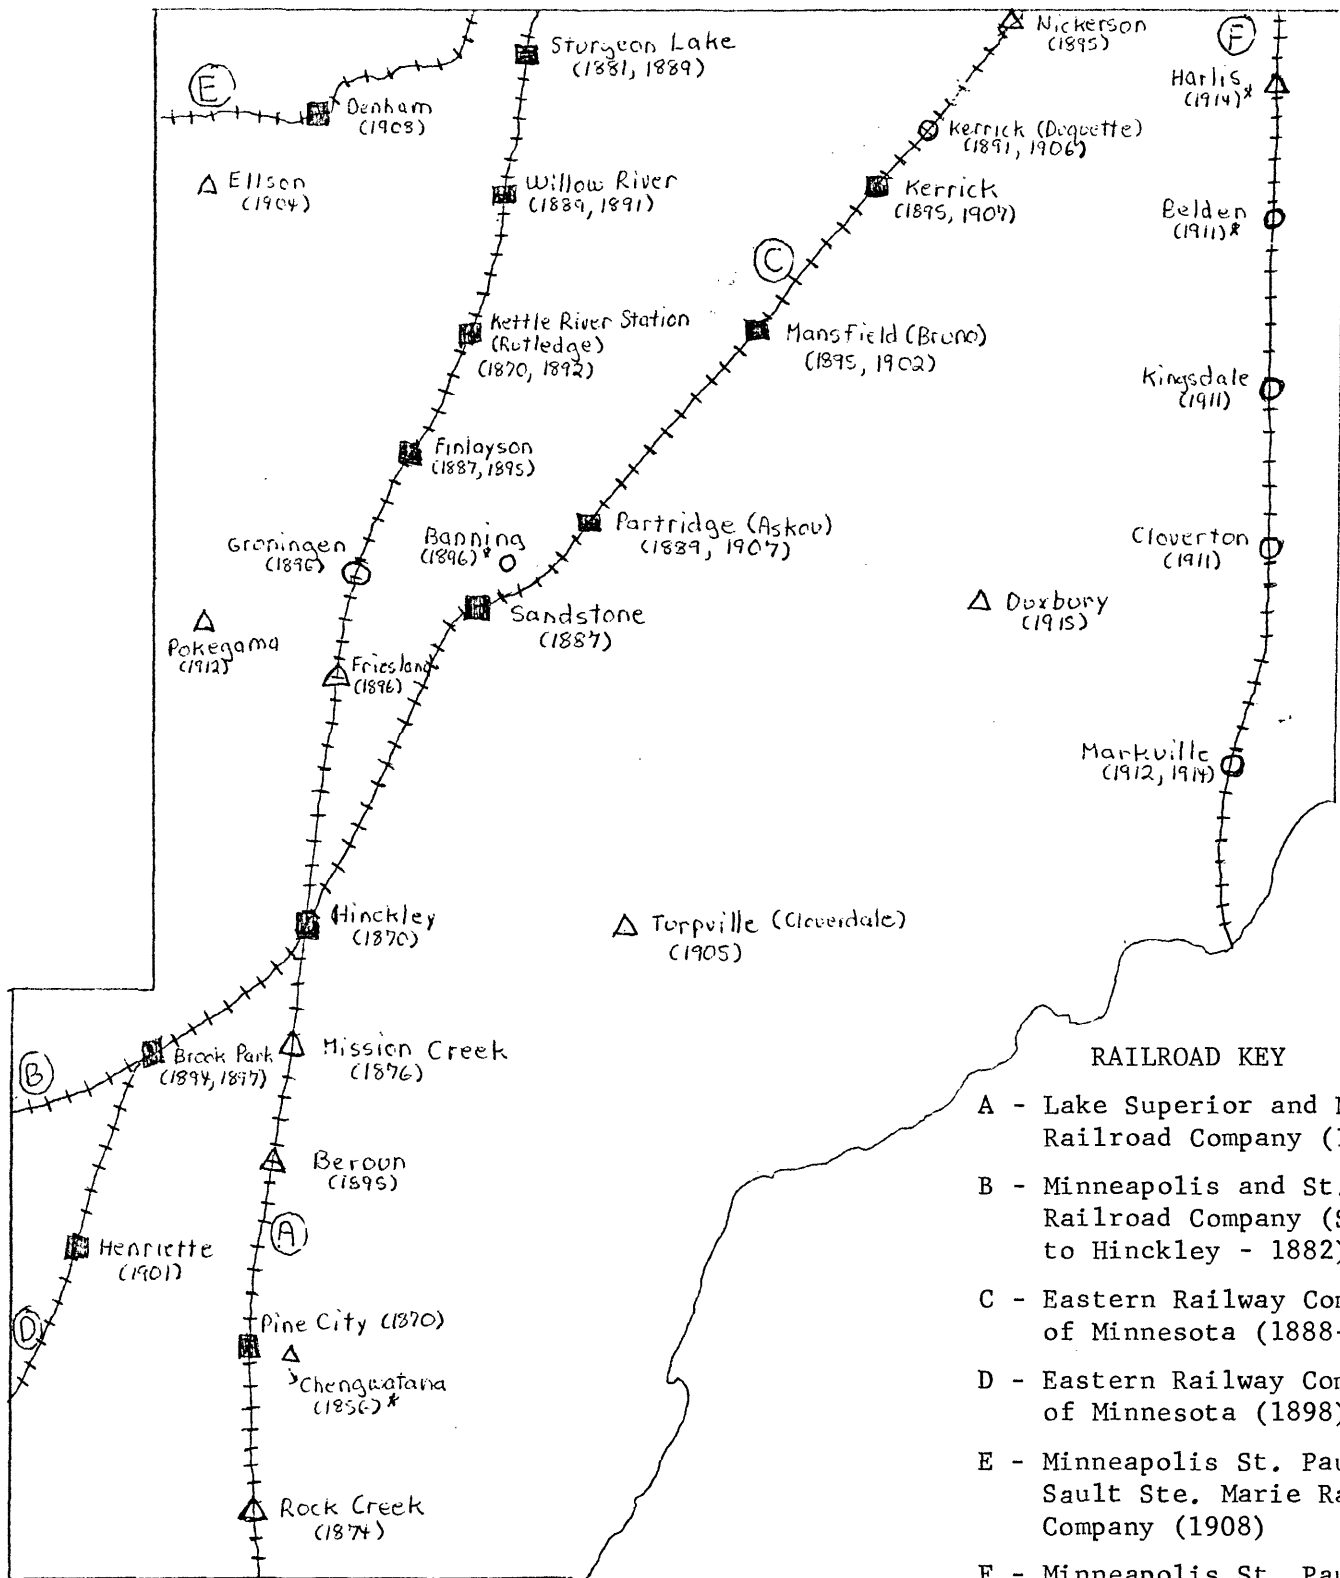 Sturgeon Lake
(1881, 1889)
Nickerson
(1895)
F
Harlis
(1914)*
E
Denham
(1908)
Kerrick (Duquette)
(1891, 1906)
Ellson
(1904)
Willow River
(1889, 1891)
Kerrick
(1895, 1907)
Belden
(1911)*
C
Kettle River Station
(Rutledge)
(1870, 1892)
Mansfield (Bruno)
(1895, 1902)
Kingsdale
(1911)
Finlayson
(1887, 1895)
Partridge (Askov)
(1889, 1907)
Groningen
(1896)
Banning
(1896)*
Cloverton
(1911)
Sandstone
(1887)
Duxbury
(1915)
Pokegama
(1912)
Friesland
(1896)
Markville
(1912, 1914)
Hinckley
(1870)
Turpville (Cloverdale)
(1905)
B
Brook Park
(1894, 1897)
Mission Creek
(1876)
Beroun
(1895)
A
Henriette
(1901)
D
Pine City (1870)
Chengwatana
(1856)*
Rock Creek
(1874)
RAILROAD KEY
A - Lake Superior and
Railroad Company
B - Minneapolis and St.
Railroad Company
to Hinckley - 1882)
C - Eastern Railway
of Minnesota (1888-
D - Eastern Railway
of Minnesota (1898)
E - Minneapolis St.
Sault Ste. Marie
Company (1908)
F - Minneapolis St.